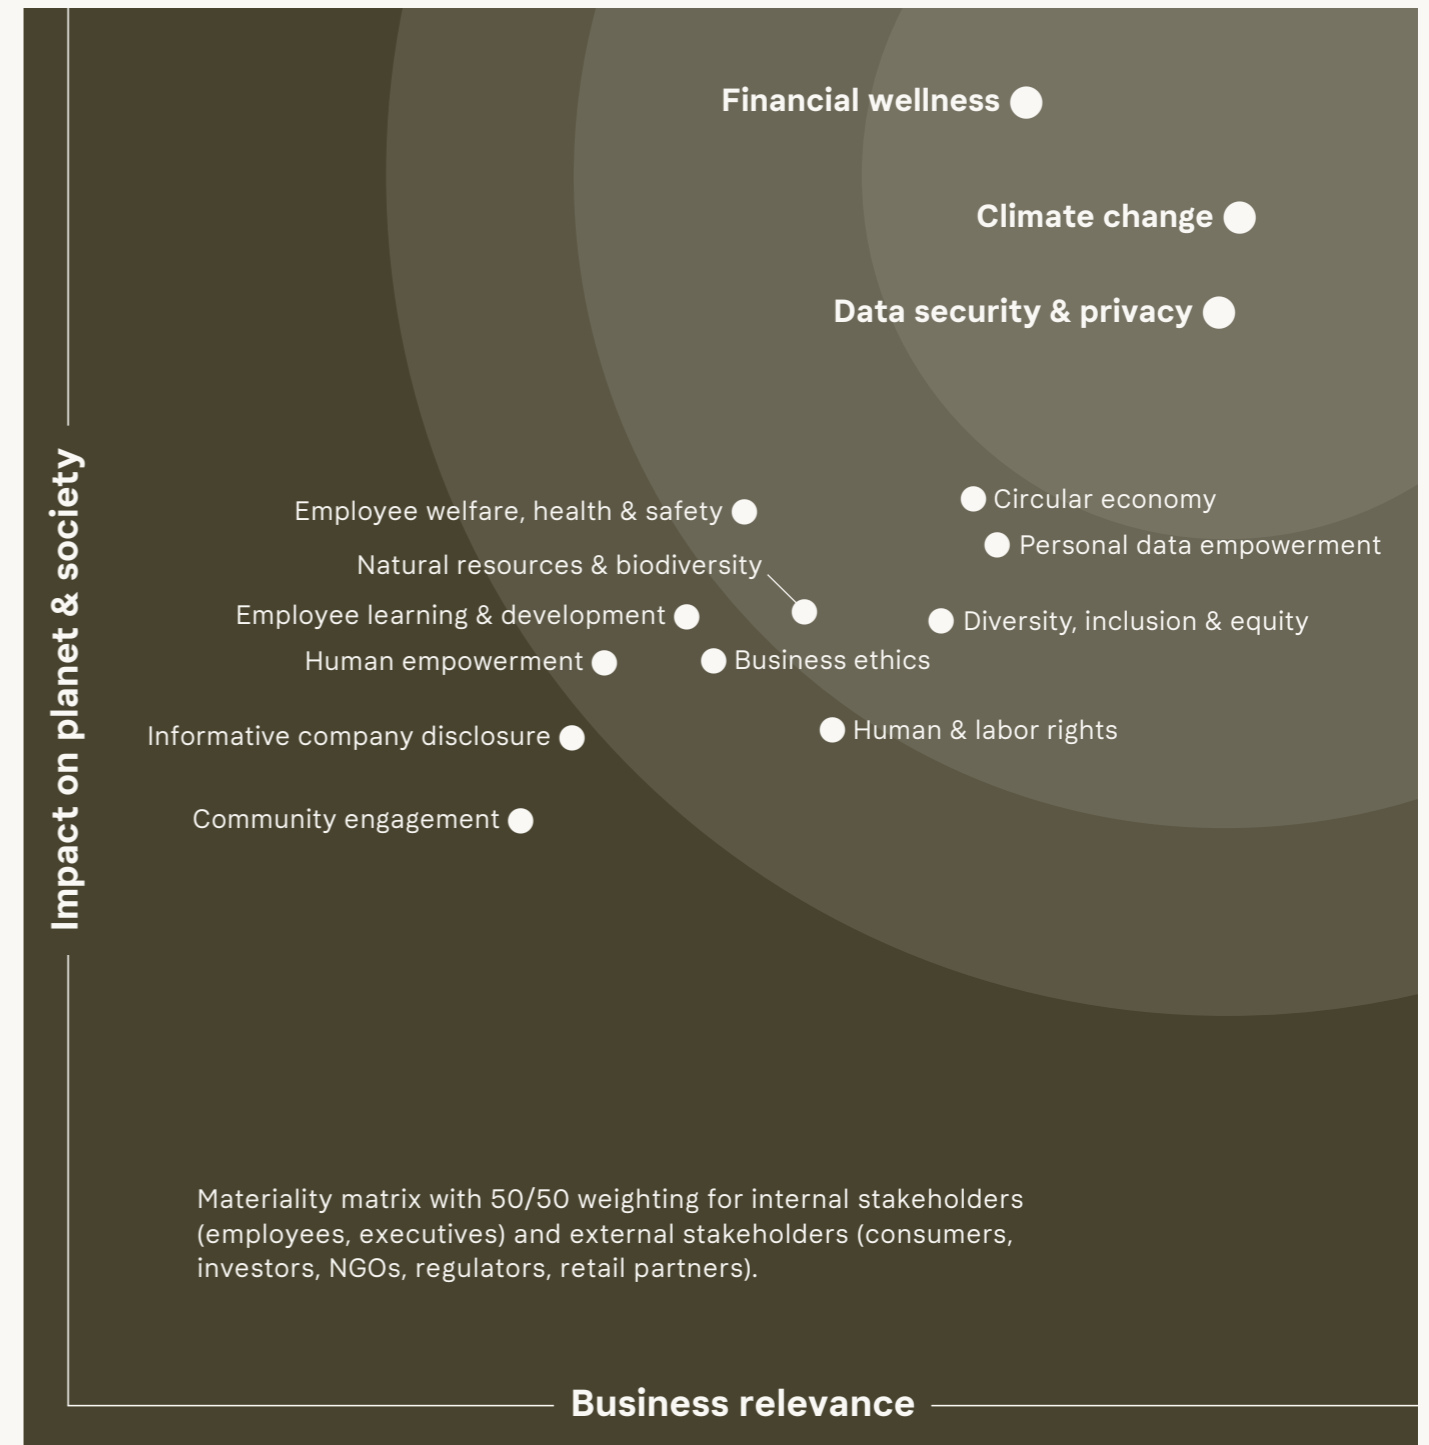 Financial wellness
Climate change
Data security & privacy
Impact on planet & society
Circular economy
Employee welfare, health & safety
Personal data empowerment
Natural resources & biodiversity
Employee learning & development
Diversity, inclusion & equity
Human empowerment
Business ethics
Human & labor rights
Informative company disclosure
Community engagement
Materiality matrix with 50/50 weighting for internal stakeholders
(employees, executives) and external stakeholders (consumers,
investors, NGOs, regulators, retail partners).
Business relevance